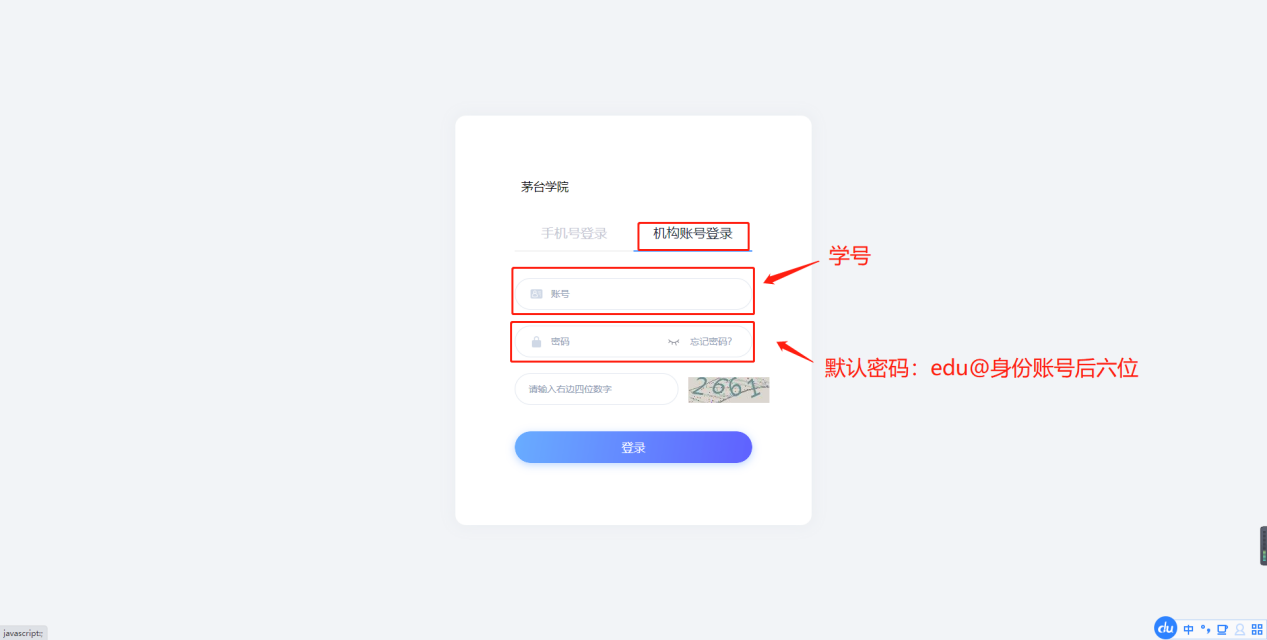 茅台学院
手机号登录
机构账号登录
学号
账号
密码
忘记密码?
默认密码：edu@身份账号后六位
请输入右边四位数字
2661
登录
javascript:;
du 中